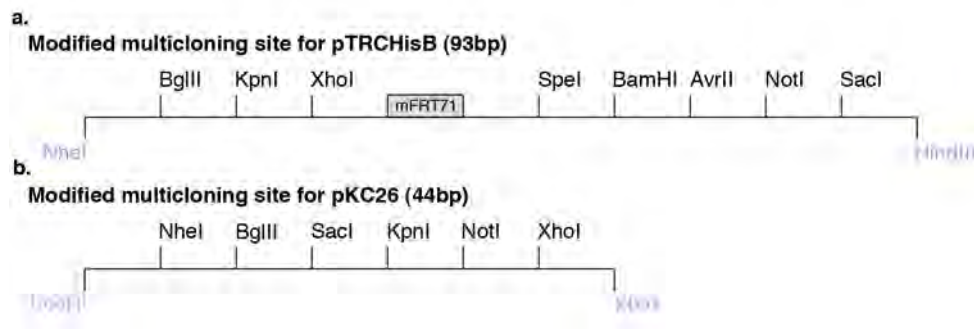 a.
Modified multicloning site for pTRCHisB (93bp)
BglII KpnI XhoI SpeI BamHI AvrII NotI SacI
mFRT71
NheI HindIII
b.
Modified multicloning site for pKC26 (44bp)
NheI BglII SacI KpnI NotI XhoI